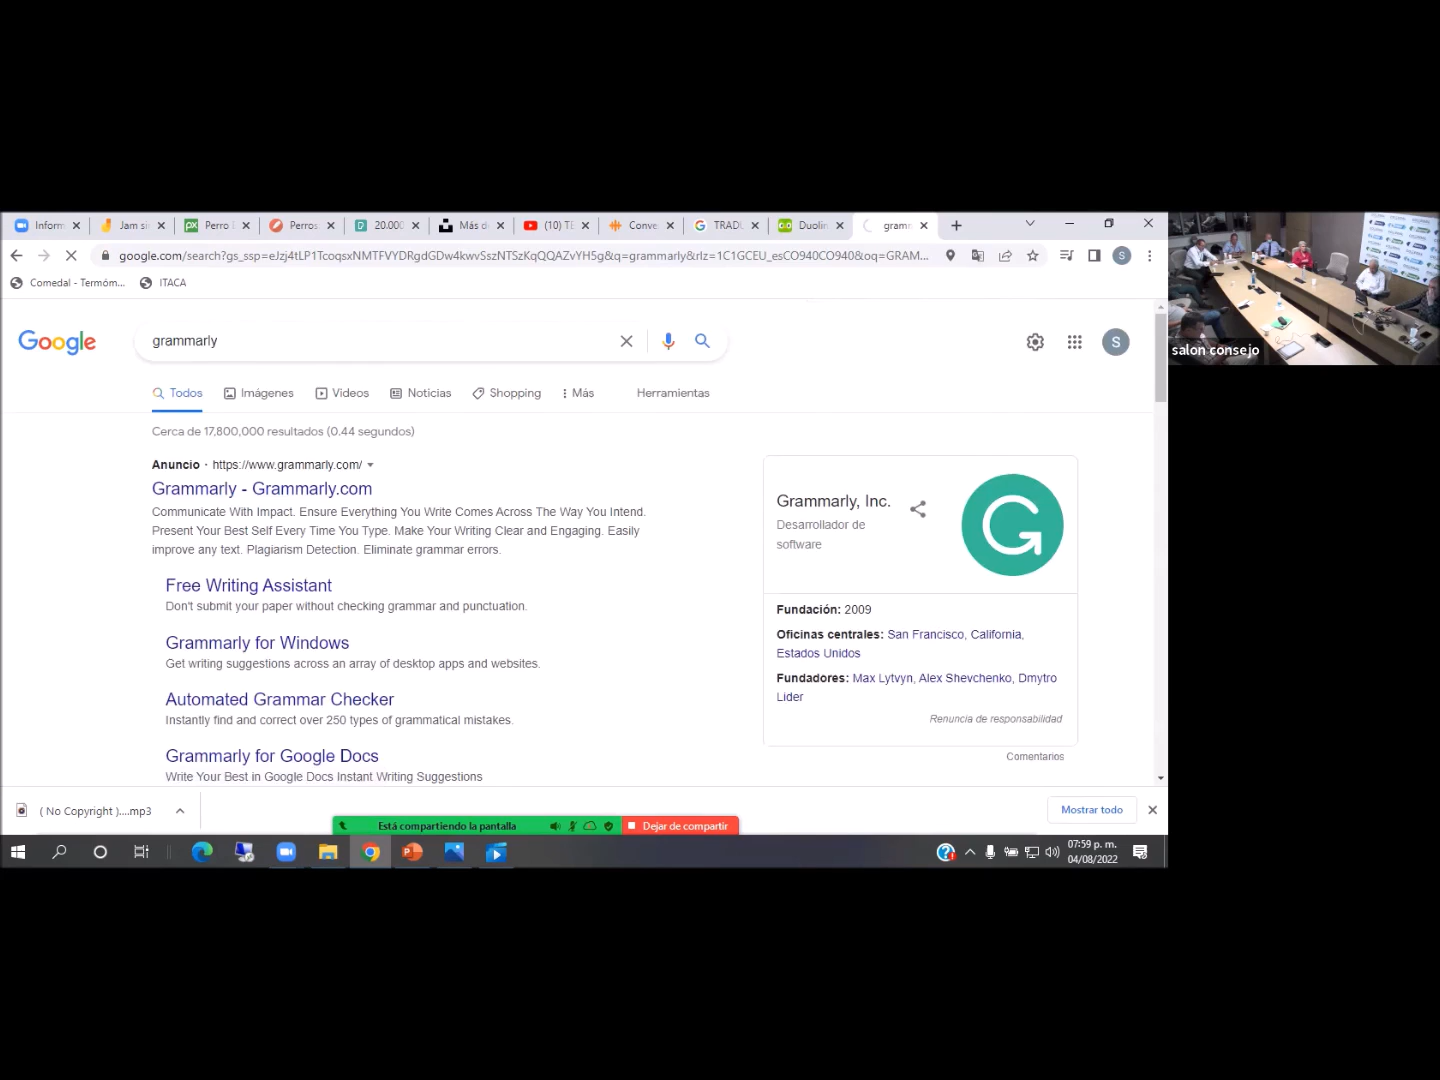 Inform
Jam si
Perro
Perros
20.000
Más d
(10) TE
Conve
TRADU
Duolin
gramm
google.com/search?gs_ssp=eJzj4tLP1TcoqsxNMTFVYDRgdGDw4kwvSszNTSzKqQQAZvYH5g&q=grammarly&rlz=1C1GCEU_esCO940CO940&oq=GRAM...
S
Comedal - Termóm...
ITACA
Google
grammarly
S
Todos
Imágenes
Videos
Noticias
Shopping
Más
Herramientas
Cerca de 17,800,000 resultados (0.44 segundos)
Anuncio · https://www.grammarly.com/
Grammarly - Grammarly.com
Communicate With Impact. Ensure Everything You Write Comes Across The Way You Intend.
Present Your Best Self Every Time You Type. Make Your Writing Clear and Engaging. Easily
improve any text. Plagiarism Detection. Eliminate grammar errors.
Free Writing Assistant
Don't submit your paper without checking grammar and punctuation.
Grammarly for Windows
Get writing suggestions across an array of desktop apps and websites.
Automated Grammar Checker
Instantly find and correct over 250 types of grammatical mistakes.
Grammarly for Google Docs
Write Your Best in Google Docs Instant Writing Suggestions
Grammarly, Inc.
Desarrollador de
software
Fundación: 2009
Oficinas centrales: San Francisco, California,
Estados Unidos
Fundadores: Max Lytvyn, Alex Shevchenko, Dmytro
Lider
Renuncia de responsabilidad
Comentarios
( No Copyright )....mp3
Mostrar todo
Está compartiendo la pantalla
Dejar de compartir
07:59 p. m.
04/08/2022
salon consejo